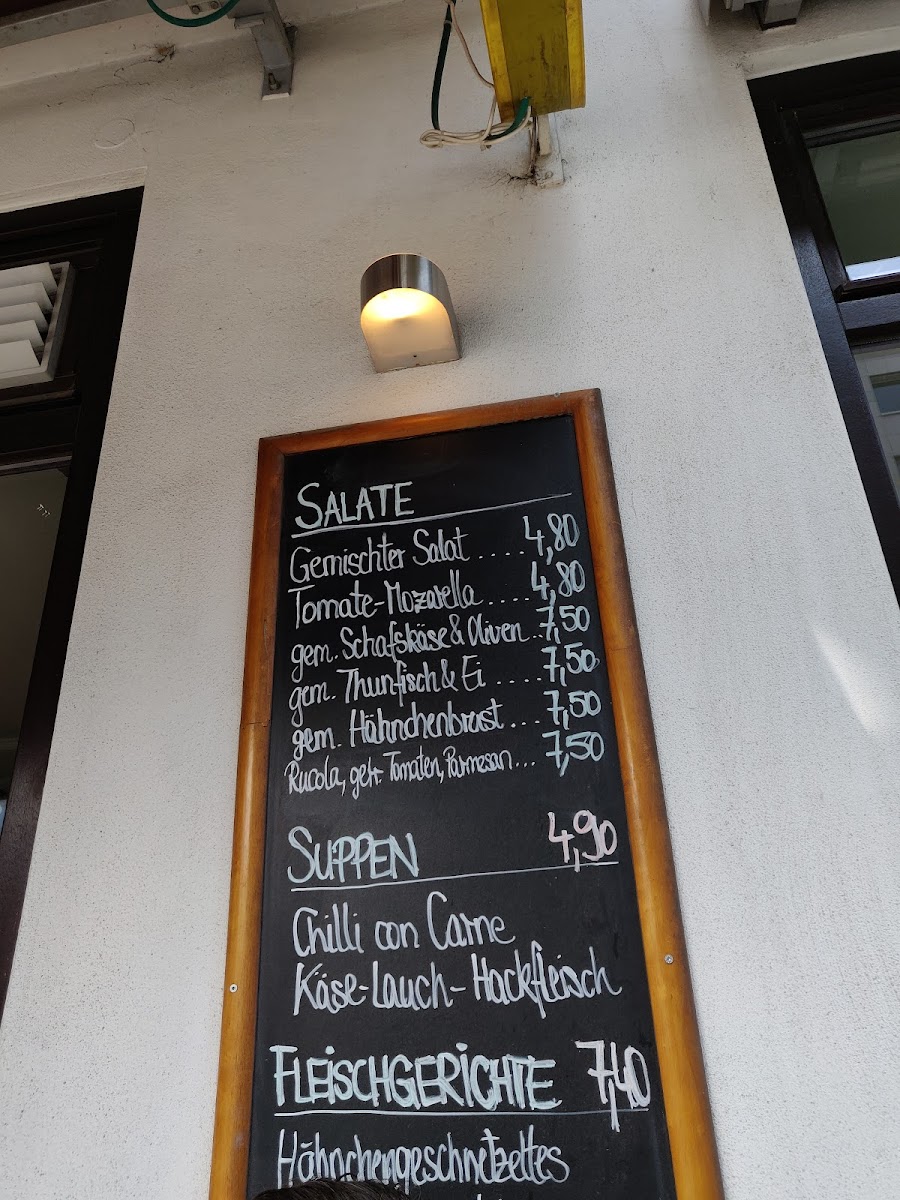 SALATE
Gemischter Salat .... 4,80
Tomate-Mozarella .... 4,80
gem. Schafskäse & Oliven .. 7,50
gem. Thunfisch & Ei .... 7,50
gem. Hähnchenbrust ... 7,50
Rucola, getr. Tomaten, Parmesan... 7,50
SUPPEN 4,90
Chilli con Carne
Käse-Lauch-Hackfleisch
FLEISCHGERICHTE 7,40
Hähnchengeschnetzeltes